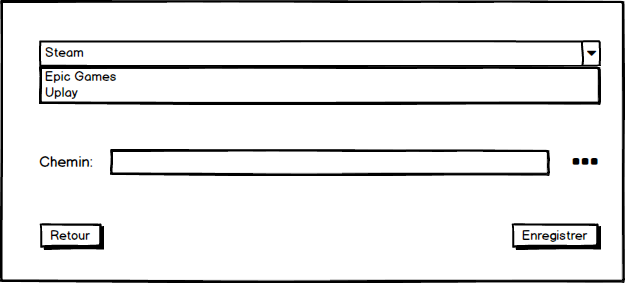 Steam
Epic Games
Uplay
Chemin:
Retour
Enregistrer